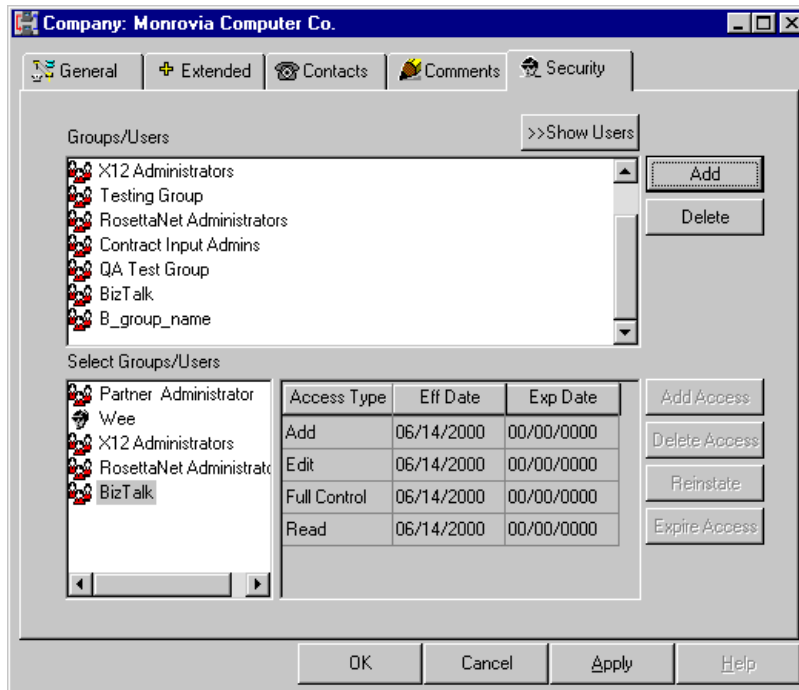 Company: Monrovia Computer Co.
General
Extended
Contacts
Comments
Security
Groups/Users
>>Show Users
X12 Administrators
Testing Group
RosettaNet Administrators
Contract Input Admins
QA Test Group
BizTalk
B_group_name
Add
Delete
Select Groups/Users
Partner Administrator
Wee
X12 Administrators
RosettaNet Administrato
BizTalk
Access Type Eff Date Exp Date
Add 06/14/2000 00/00/0000
Edit 06/14/2000 00/00/0000
Full Control 06/14/2000 00/00/0000
Read 06/14/2000 00/00/0000
Add Access
Delete Access
Reinstate
Expire Access
OK
Cancel
Apply
Help